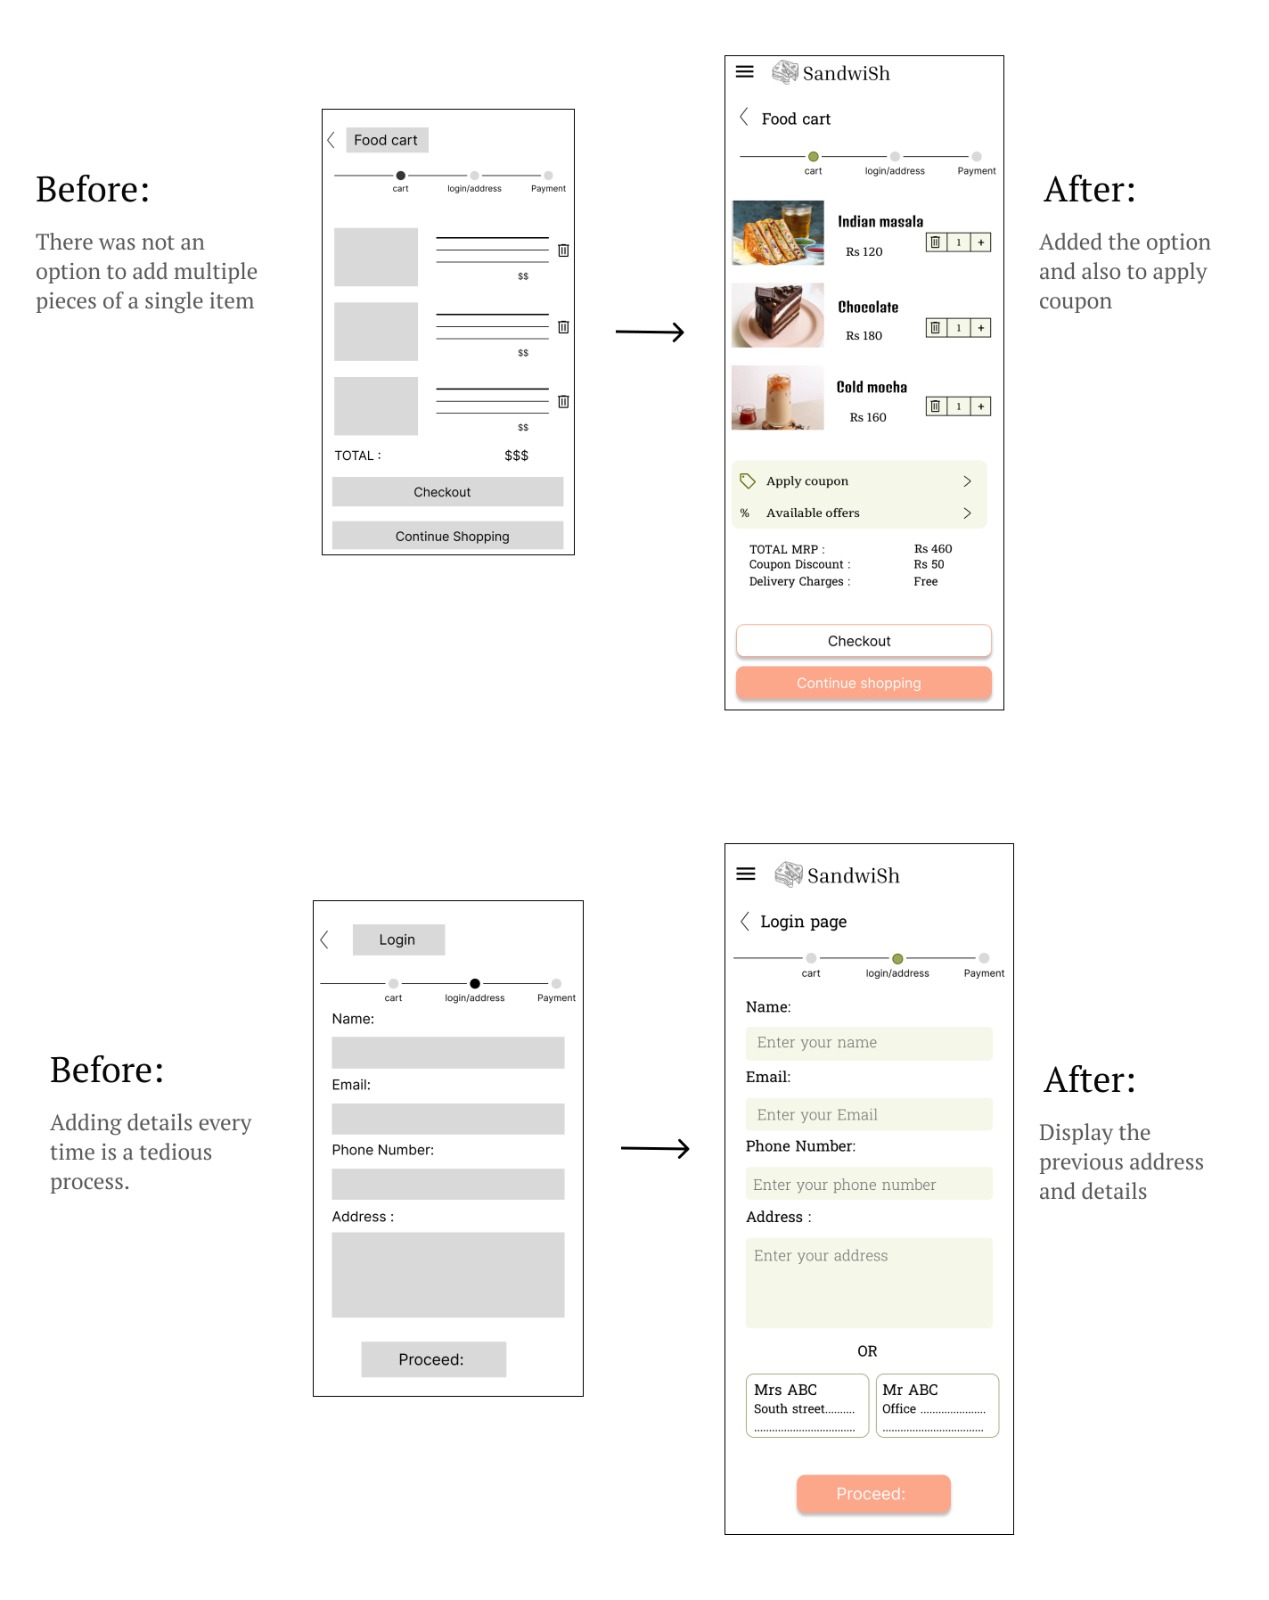 Before:
There was not an
option to add multiple
pieces of a single item
Food cart
cart
login/address
Payment
$$
$$
$$
TOTAL :
$$$
Checkout
Continue Shopping
SandwiSh
Food cart
cart
login/address
Payment
Indian masala
Rs 120
1
+
Chocolate
Rs 180
1
+
Cold mocha
Rs 160
1
+
Apply coupon
% Available offers
TOTAL MRP : Rs 460
Coupon Discount : Rs 50
Delivery Charges : Free
Checkout
Continue shopping
After:
Added the option
and also to apply
coupon
Before:
Adding details every
time is a tedious
process.
Login
cart
login/address
Payment
Name:
Email:
Phone Number:
Address :
Proceed:
SandwiSh
Login page
cart
login/address
Payment
Name:
Enter your name
Email:
Enter your Email
Phone Number:
Enter your phone number
Address :
Enter your address
OR
Mrs ABC
South street..........
..................................
Mr ABC
Office ......................
..................................
Proceed:
After:
Display the
previous address
and details